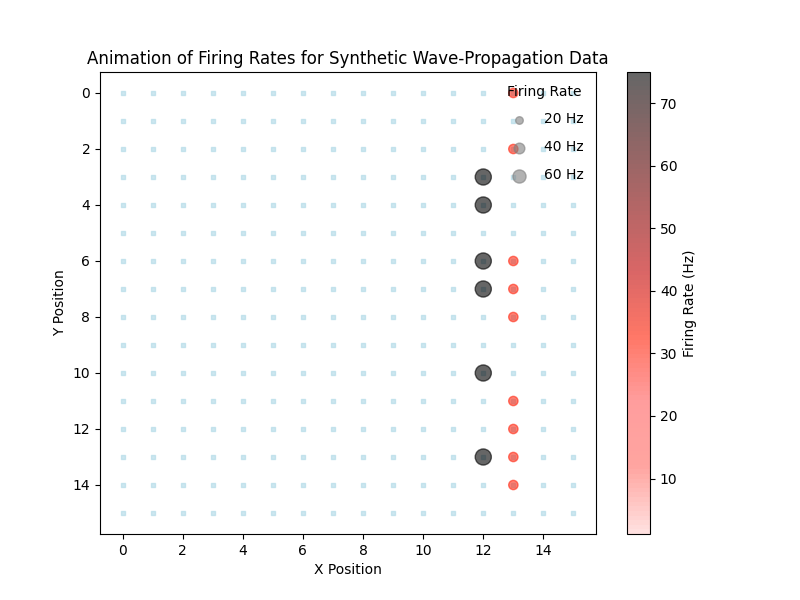 Animation of Firing Rates for Synthetic Wave-Propagation Data
Firing Rate
20 Hz
40 Hz
60 Hz
0
2
4
6
8
10
12
14
Y Position
0 2 4 6 8 10 12 14
X Position
70
60
50
40
30
20
10
Firing Rate (Hz)